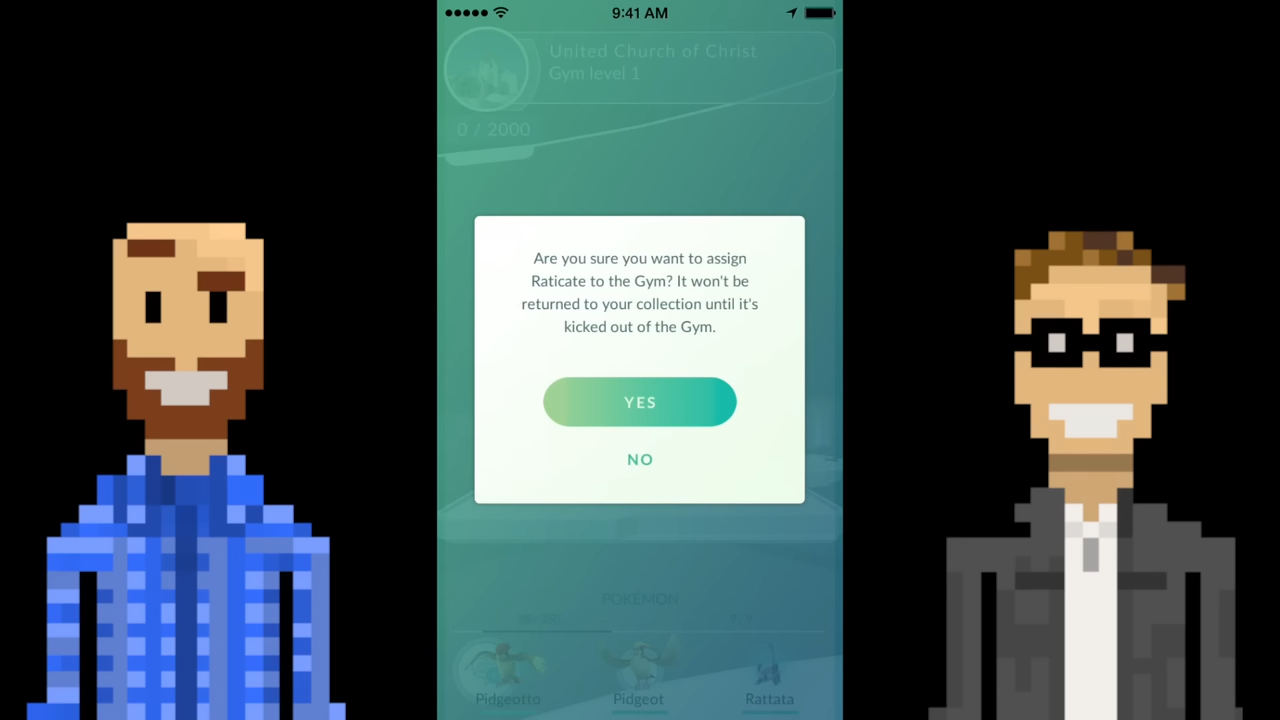 9:41 AM
United Church of Christ
Gym level 1
0 / 2000
Are you sure you want to assign
Raticate to the Gym? It won't be
returned to your collection until it's
kicked out of the Gym.
YES
NO
POKEMON
Pidgeotto Pidgeot Rattata